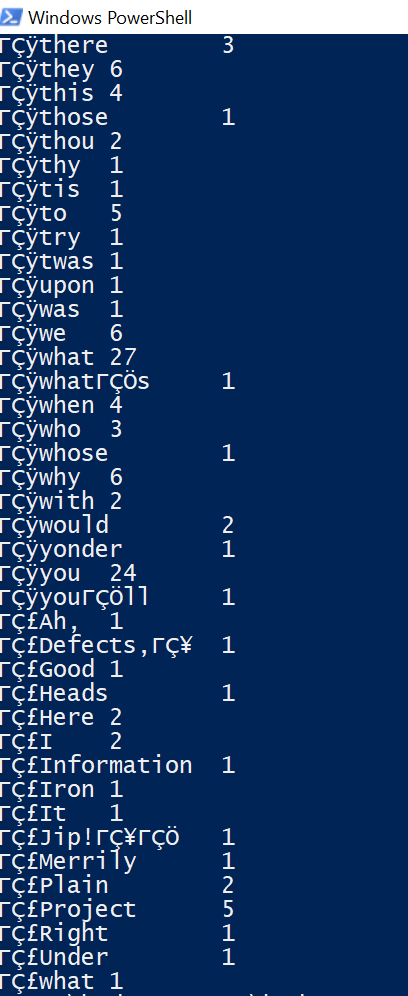 Windows PowerShell
ΓÇÿthere 3
ΓÇÿthey 6
ΓÇÿthis 4
ΓÇÿthose 1
ΓÇÿthou 2
ΓÇÿthy 1
ΓÇÿtis 1
ΓÇÿto 5
ΓÇÿtry 1
ΓÇÿtwas 1
ΓÇÿupon 1
ΓÇÿwas 1
ΓÇÿwe 6
ΓÇÿwhat 27
ΓÇÿwhatΓÇÖs 1
ΓÇÿwhen 4
ΓÇÿwho 3
ΓÇÿwhose 1
ΓÇÿwhy 6
ΓÇÿwith 2
ΓÇÿwould 2
ΓÇÿyonder 1
ΓÇÿyou 24
ΓÇÿyouΓÇÖll 1
ΓÇ£Ah, 1
ΓÇ£Defects,ΓÇ¥ 1
ΓÇ£Good 1
ΓÇ£Heads 1
ΓÇ£Here 2
ΓÇ£I 2
ΓÇ£Information 1
ΓÇ£Iron 1
ΓÇ£It 1
ΓÇ£Jip!ΓÇ¥ΓÇÖ 1
ΓÇ£Merrily 1
ΓÇ£Plain 2
ΓÇ£Project 5
ΓÇ£Right 1
ΓÇ£Under 1
ΓÇ£what 1